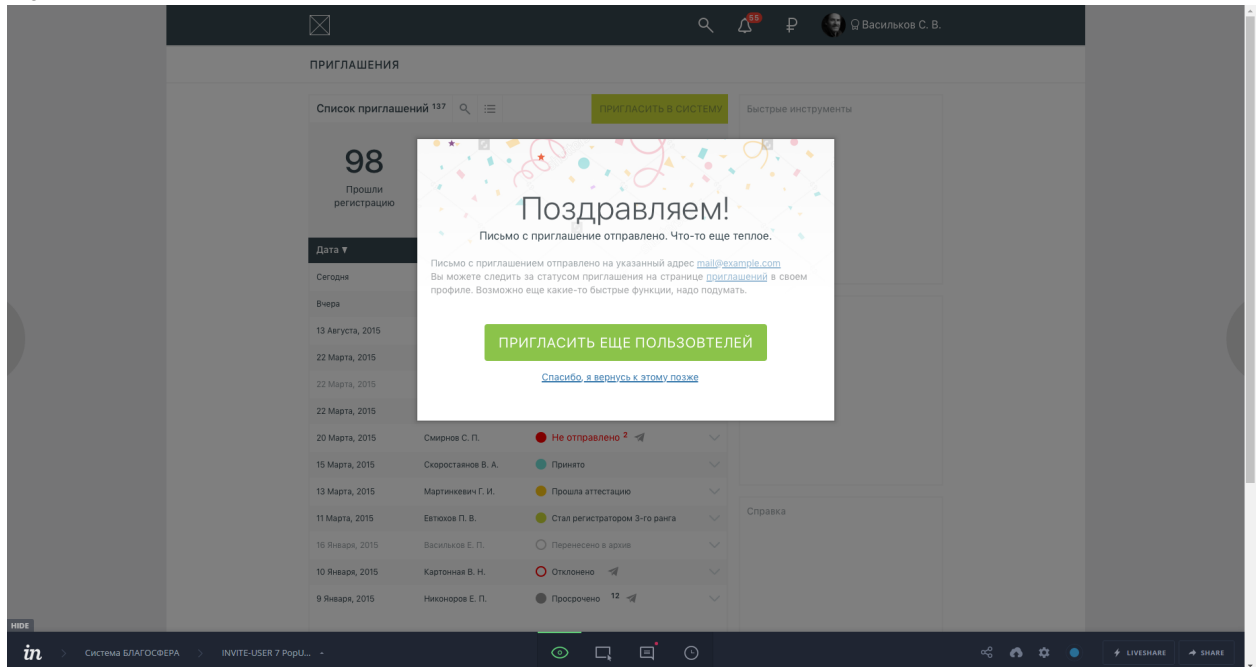 55
Васильков С. В.
ПРИГЛАШЕНИЯ
Список приглашений 137
ПРИГЛАСИТЬ В СИСТЕМУ
Быстрые инструменты
98
Прошли
регистрацию
Поздравляем!
Письмо с приглашение отправлено. Что-то еще теплое.
Письмо с приглашением отправлено на указанный адрес mail@example.com
Вы можете следить за статусом приглашения на странице приглашений в своем
профиле. Возможно еще какие-то быстрые функции, надо подумать.
ПРИГЛАСИТЬ ЕЩЕ ПОЛЬЗОВТЕЛЕЙ
Спасибо, я вернусь к этому позже
Дата ▼
Сегодня
Вчера
13 Августа, 2015
22 Марта, 2015
22 Марта, 2015
22 Марта, 2015
20 Марта, 2015 Смирнов С. П. Не отправлено 2
15 Марта, 2015 Скоростаянов В. А. Принято
13 Марта, 2015 Мартинкевич Г. И. Прошла аттестацию
11 Марта, 2015 Евтюхов П. В. Стал регистратором 3-го ранга
Справка
16 Января, 2015 Васильков Е. П. Перенесено в архив
10 Января, 2015 Картонная В. Н. Отклонено
9 Января, 2015 Никоноров Е. П. Просрочено 12
HIDE
in Система БЛАГОСФЕРА INVITE-USER 7 PopU... LIVESHARE SHARE